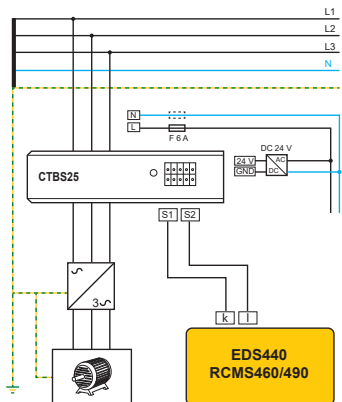 L1
L2
L3
N
N
L
F 6 A
DC 24 V
CTBS25
24 V
GND
AC
DC
S1 S2
3
k l
EDS440
RCMS460/490